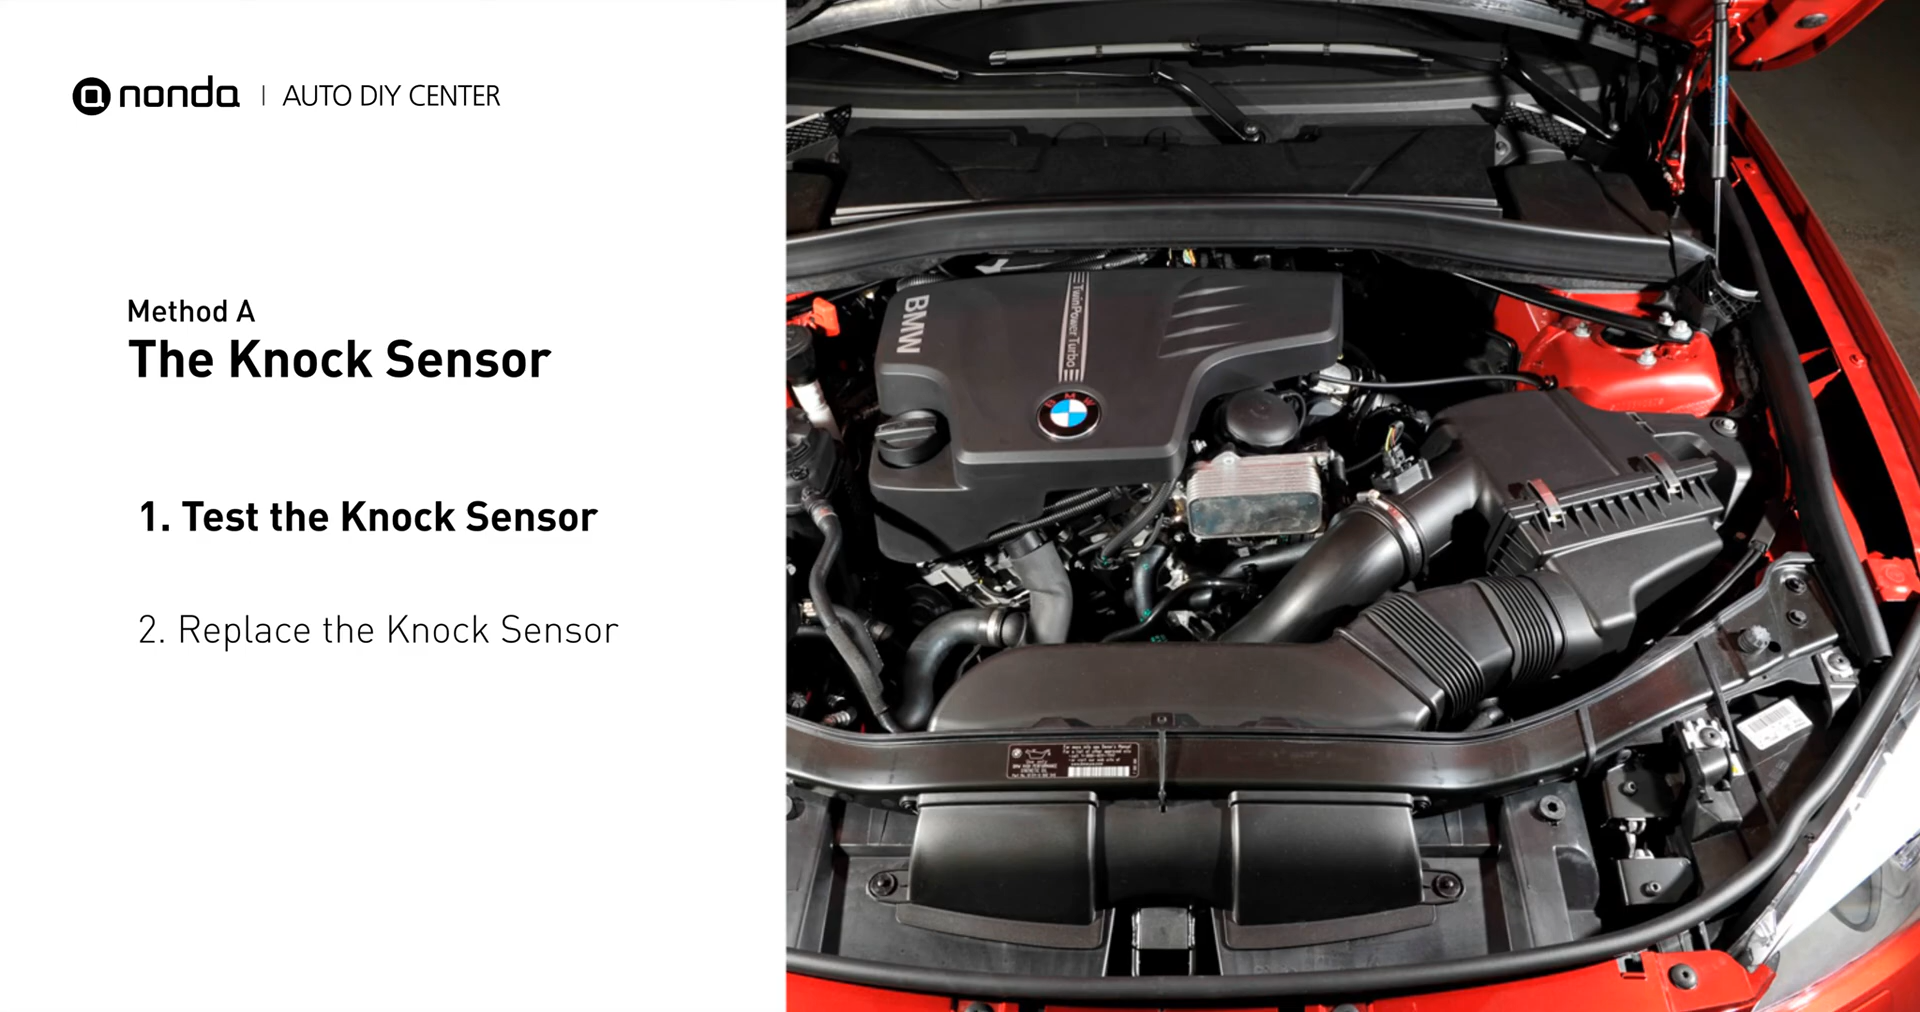 nonda | AUTO DIY CENTER
Method A
The Knock Sensor
1. Test the Knock Sensor
2. Replace the Knock Sensor
BMW
TwinPower Turbo
BMW